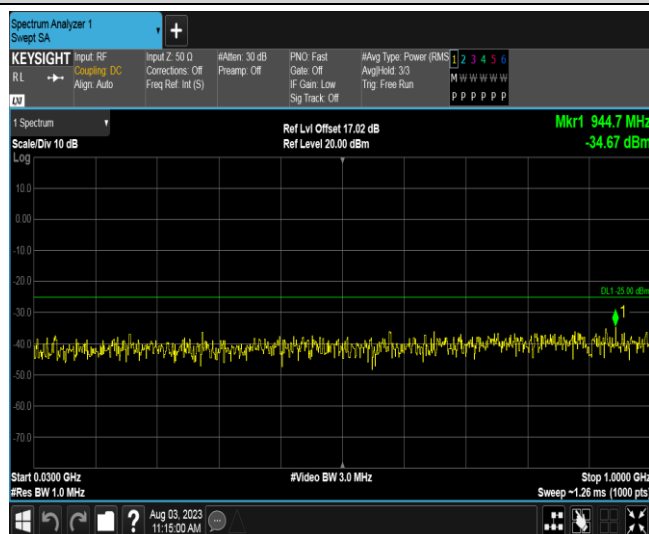 Spectrum Analyzer 1
Swept SA
+
KEYSIGHT Input: RF Input Z: 50 Ω #Atten: 30 dB PNO: Fast #Avg Type: Power (RMS 1 2 3 4 5 6
RL Coupling: DC Corrections: Off Preamp: Off Gate: Off Avg|Hold: 3/3 M W W W W W
Align: Auto Freq Ref: Int (S) IF Gain: Low Trig: Free Run
LXI Sig Track: Off P P P P P P
1 Spectrum Ref Lvl Offset 17.02 dB Mkr1 944.7 MHz
Scale/Div 10 dB Ref Level 20.00 dBm -34.67 dBm
Log
10.0
0.00
-10.0
-20.0
DL1 -25.00 dBm
-30.0
1
-40.0
-50.0
-60.0
-70.0
Start 0.0300 GHz #Video BW 3.0 MHz Stop 1.0000 GHz
#Res BW 1.0 MHz Sweep ~1.26 ms (1000 pts)
? Aug 03, 2023
11:15:00 AM